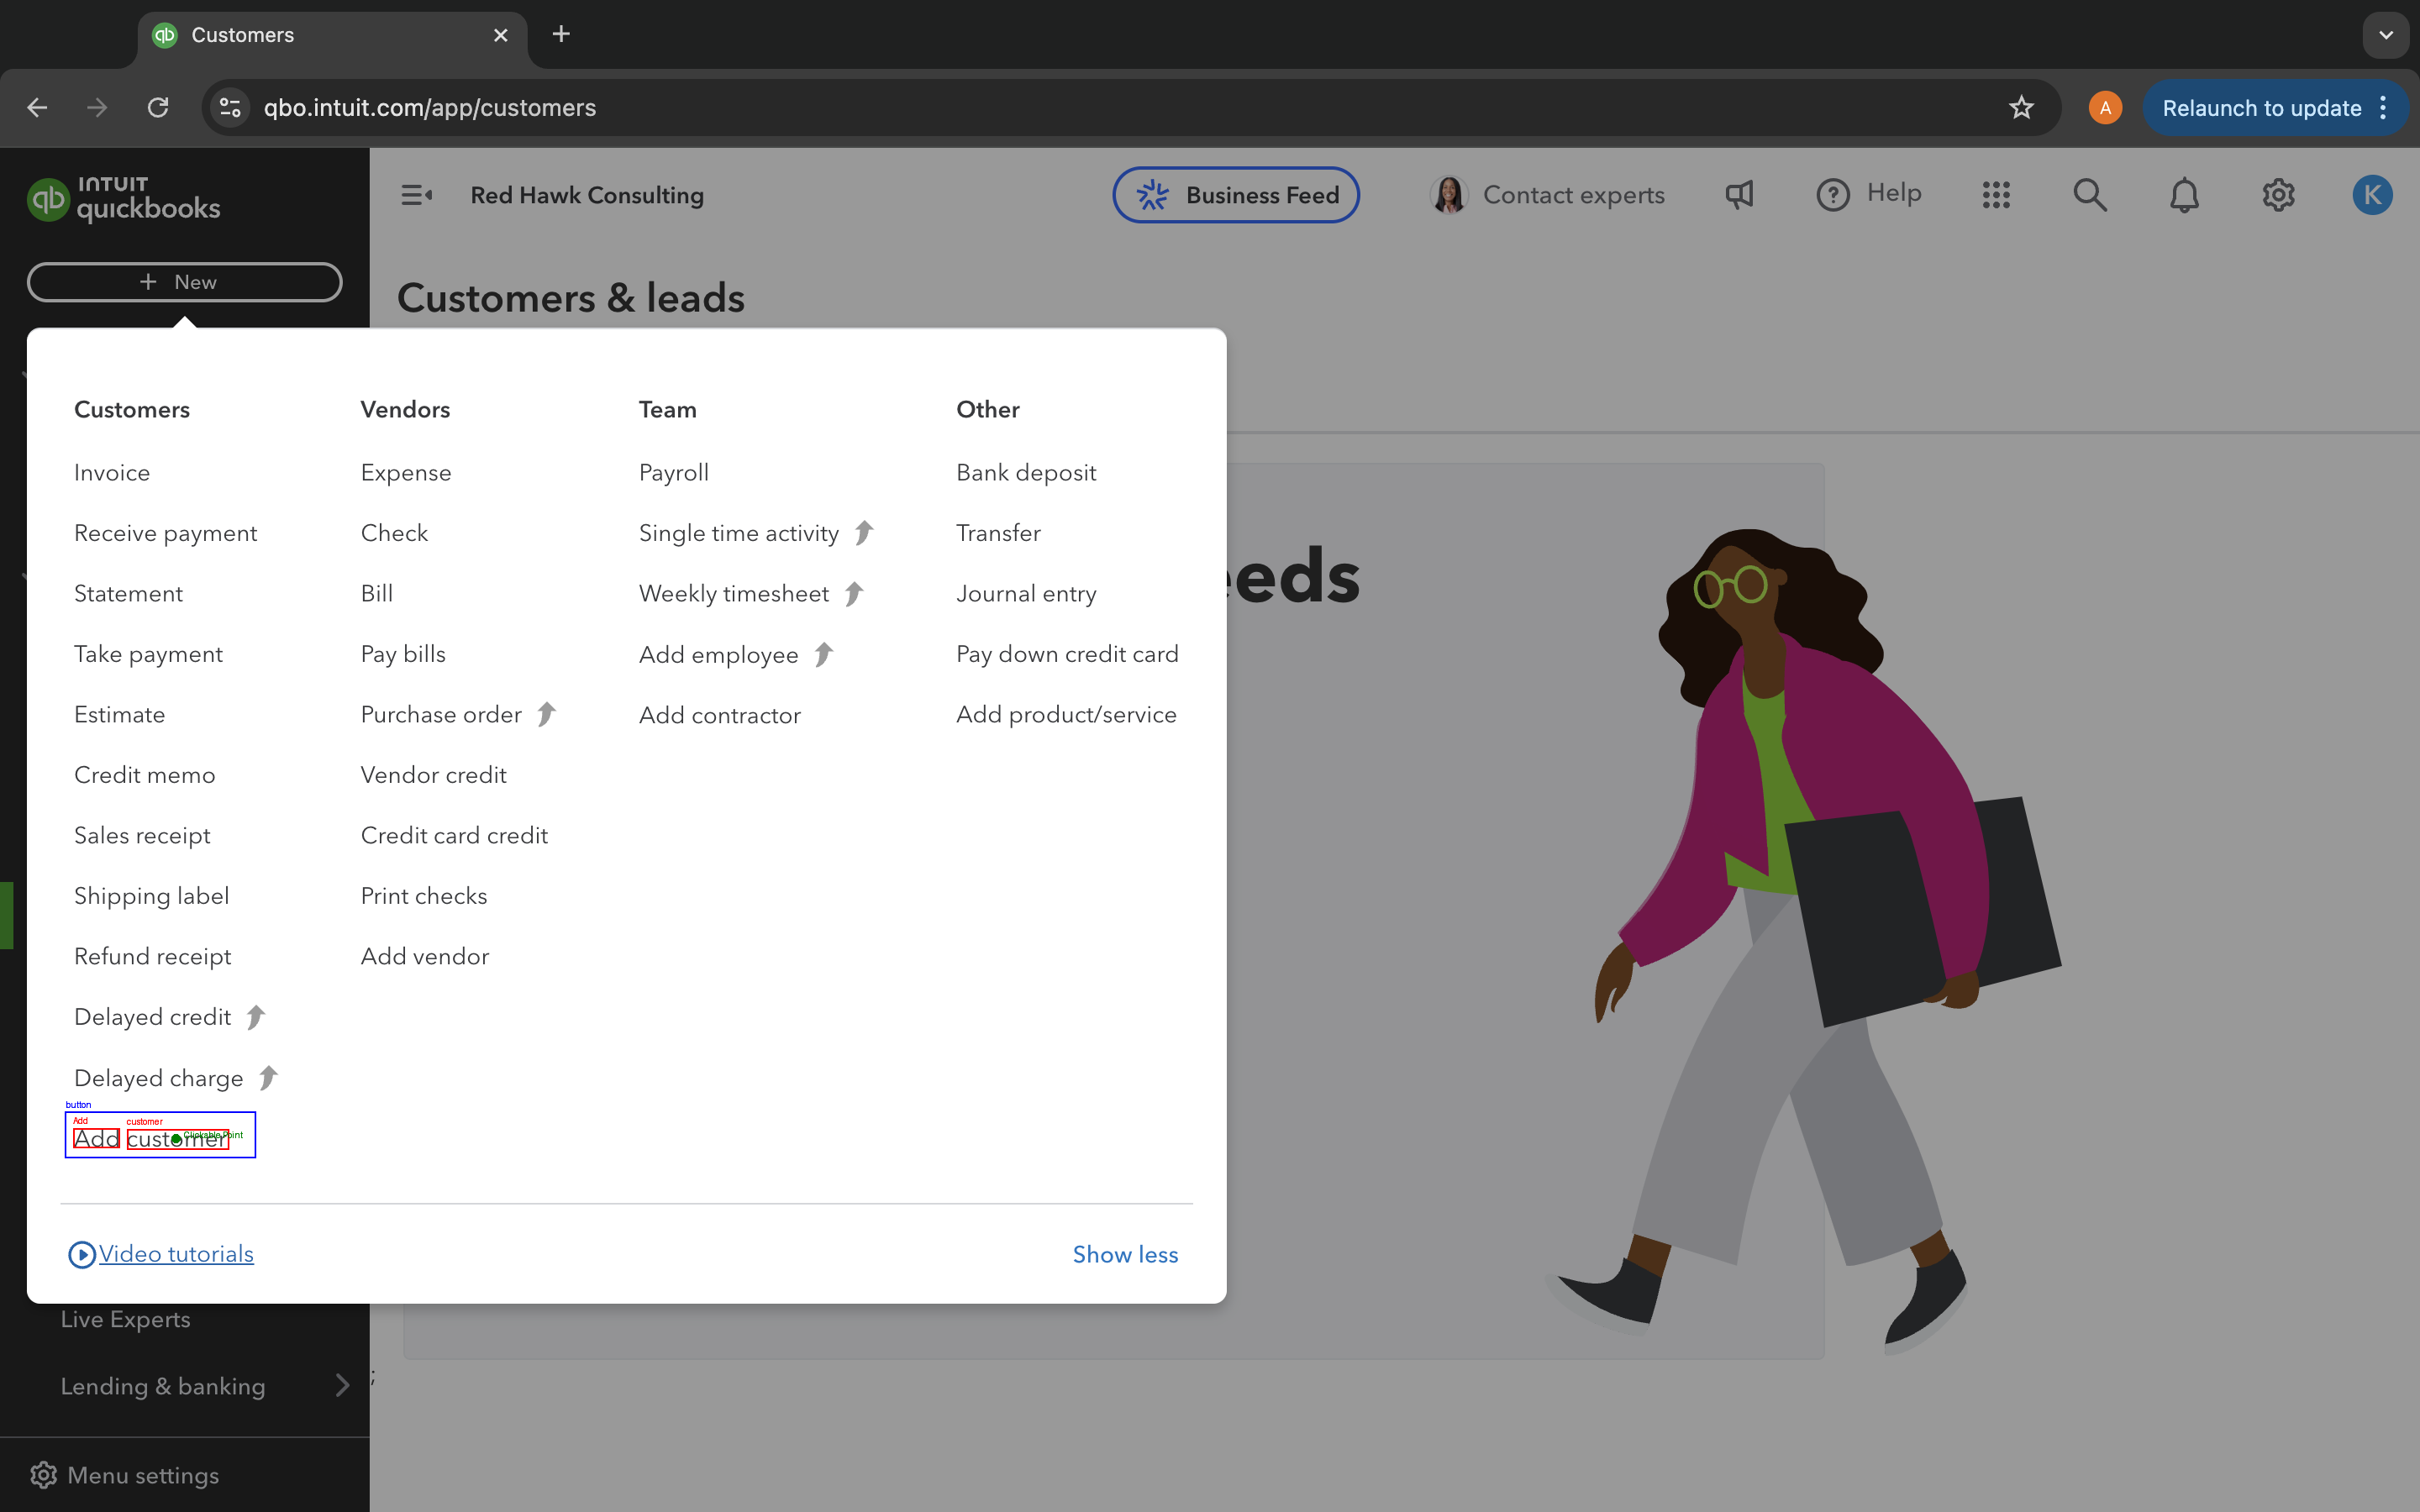 Customers
qbo.intuit.com/app/customers
A
Relaunch to update
qb INTUIT quickbooks
Red Hawk Consulting
Business Feed
Contact experts
Help
K
+ New
Customers & leads
Customers
Vendors
Team
Other
Invoice
Expense
Payroll
Bank deposit
Receive payment
Check
Single time activity
Transfer
Statement
Bill
Weekly timesheet
Journal entry
eeds
Take payment
Pay bills
Add employee
Pay down credit card
Estimate
Purchase order
Add contractor
Add product/service
Credit memo
Vendor credit
Sales receipt
Credit card credit
Shipping label
Print checks
Refund receipt
Add vendor
Delayed credit
Delayed charge
button
Add customer
Add customer
Clickable Point
Video tutorials
Show less
Live Experts
Lending & banking
;
Menu settings